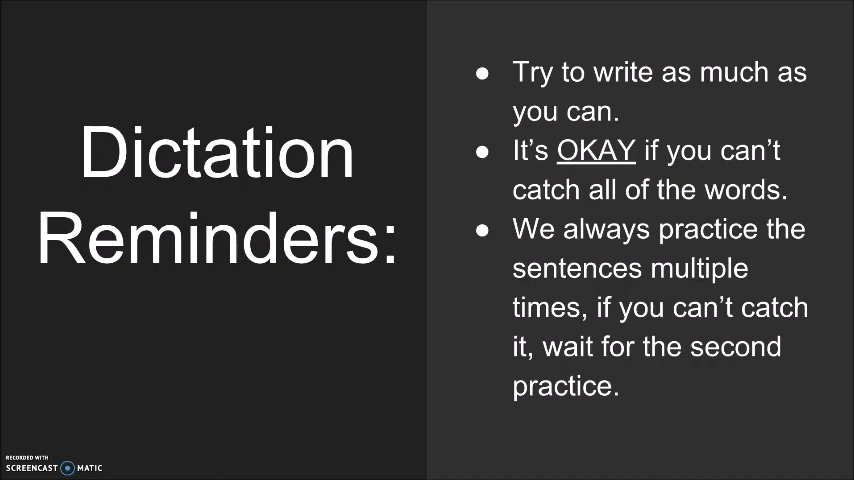 Dictation
Reminders:
● Try to write as much as
you can.
● It's OKAY if you can't
catch all of the words.
● We always practice the
sentences multiple
times, if you can't catch
it, wait for the second
practice.
RECORDED WITH
SCREENCAST MATIC